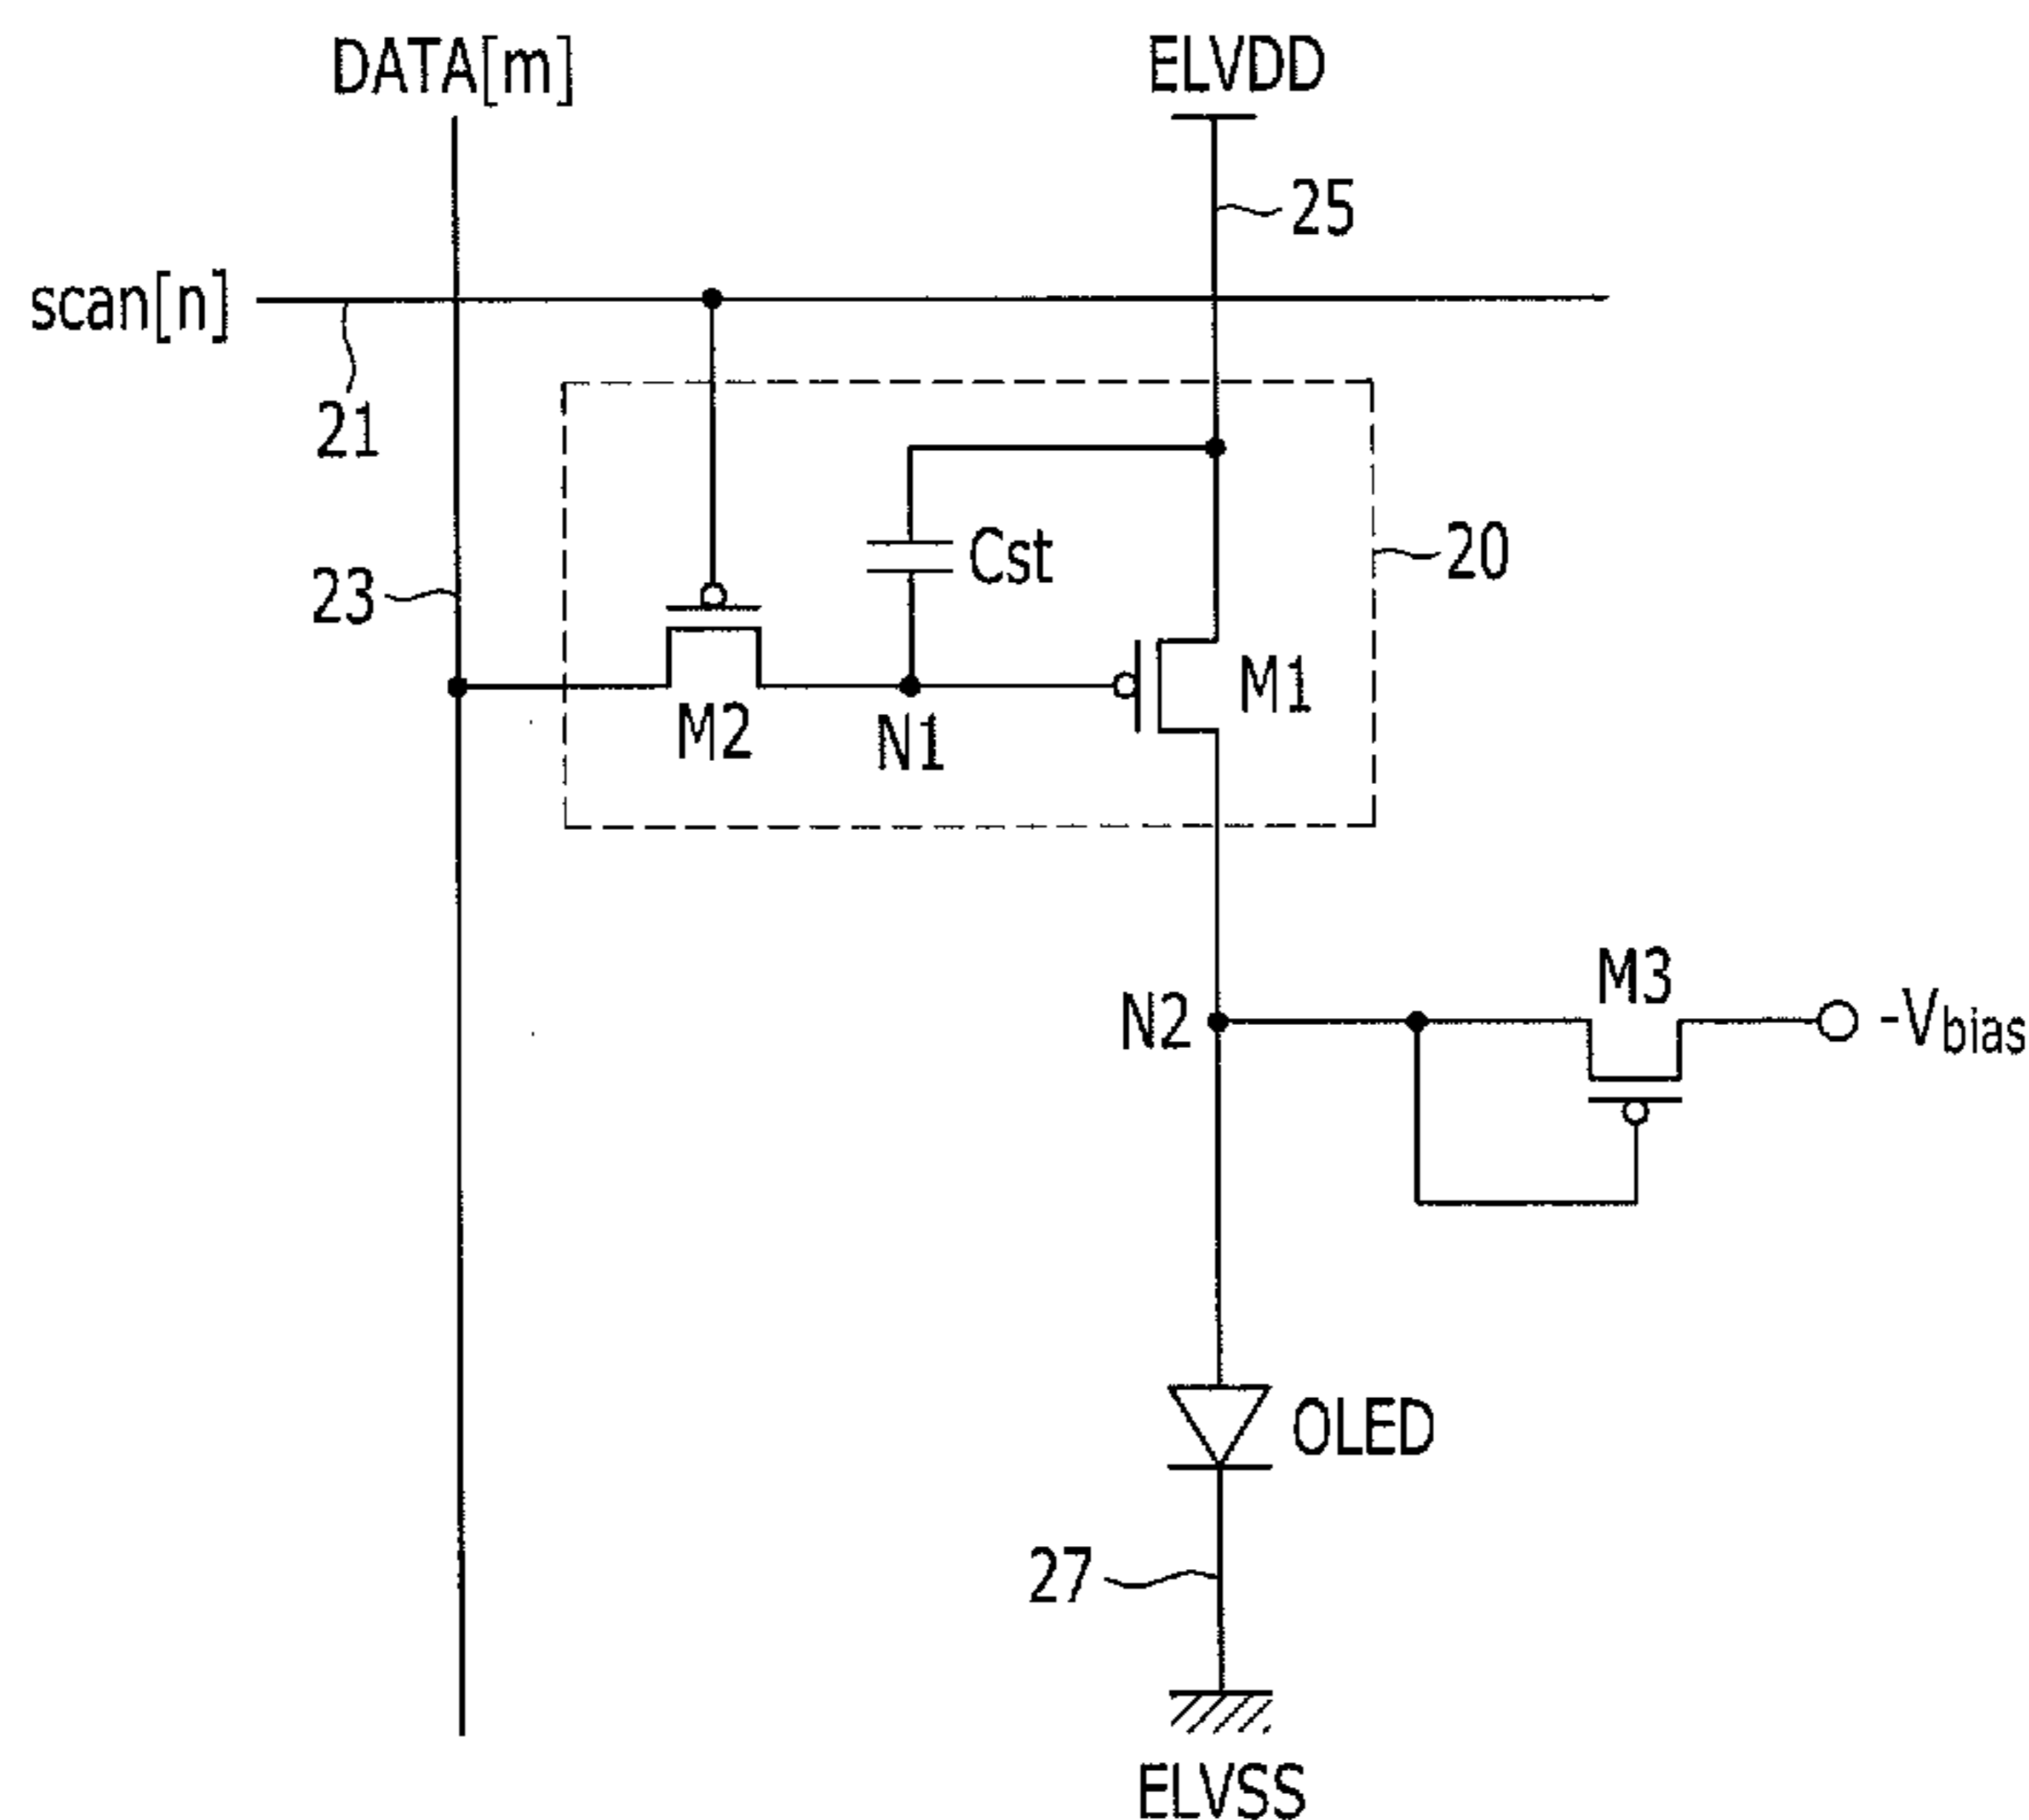 DATA[m]
ELVDD
25
scan[n]
21
20
Cst
23
M1
M2
N1
M3
N2
-Vbias
OLED
27
ELVSS